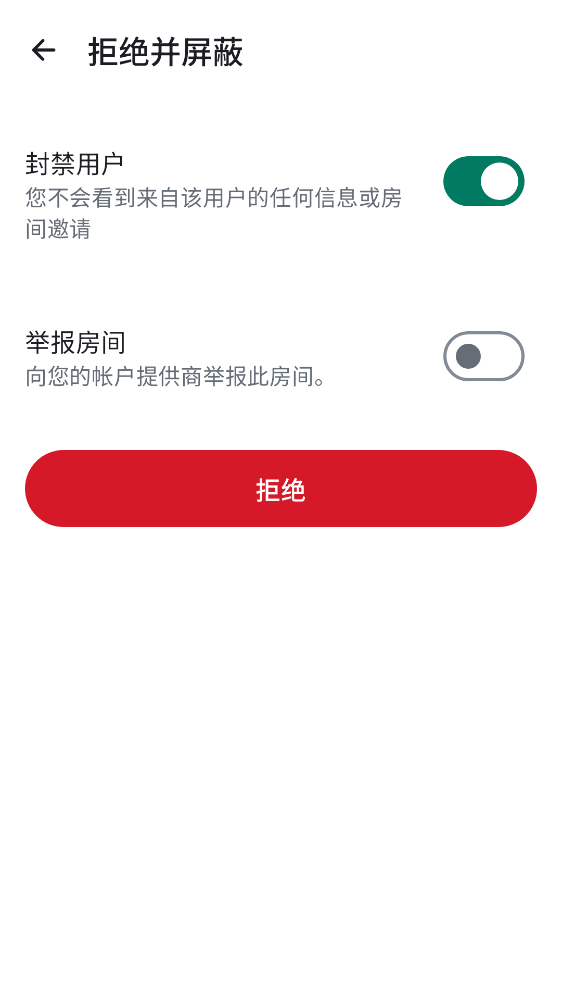 拒绝并屏蔽
封禁用户
您不会看到来自该用户的任何信息或房
间邀请
举报房间
向您的帐户提供商举报此房间。
拒绝